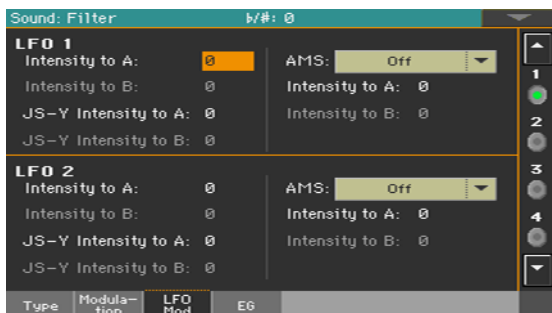 Sound: Filter ♭/#: 0
LFO 1
Intensity to A: 0 AMS: Off
Intensity to B: 0 Intensity to A: 0
JS-Y Intensity to A: 0 Intensity to B: 0
JS-Y Intensity to B: 0
LFO 2
Intensity to A: 0 AMS: Off
Intensity to B: 0 Intensity to A: 0
JS-Y Intensity to A: 0 Intensity to B: 0
JS-Y Intensity to B: 0
1
2
3
4
Type
Modula-
tion
LFO
Mod
EG